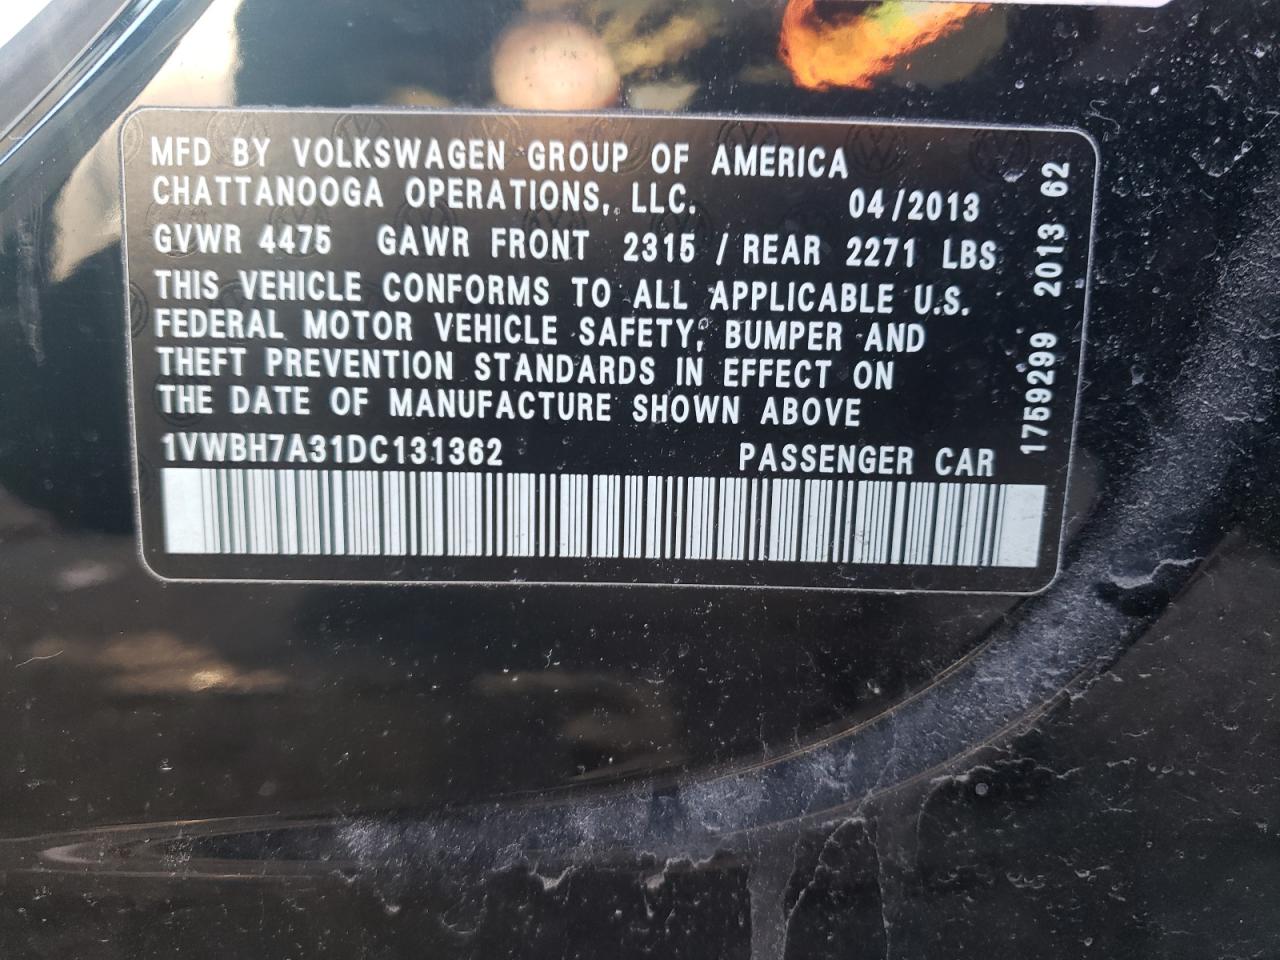 MFD BY VOLKSWAGEN GROUP OF AMERICA
CHATTANOOGA OPERATIONS, LLC. 04/2013
GVWR 4475 GAWR FRONT 2315 / REAR 2271 LBS
THIS VEHICLE CONFORMS TO ALL APPLICABLE U.S.
FEDERAL MOTOR VEHICLE SAFETY, BUMPER AND
THEFT PREVENTION STANDARDS IN EFFECT ON
THE DATE OF MANUFACTURE SHOWN ABOVE
1VWBH7A31DC131362 PASSENGER CAR
1759299 2013 62